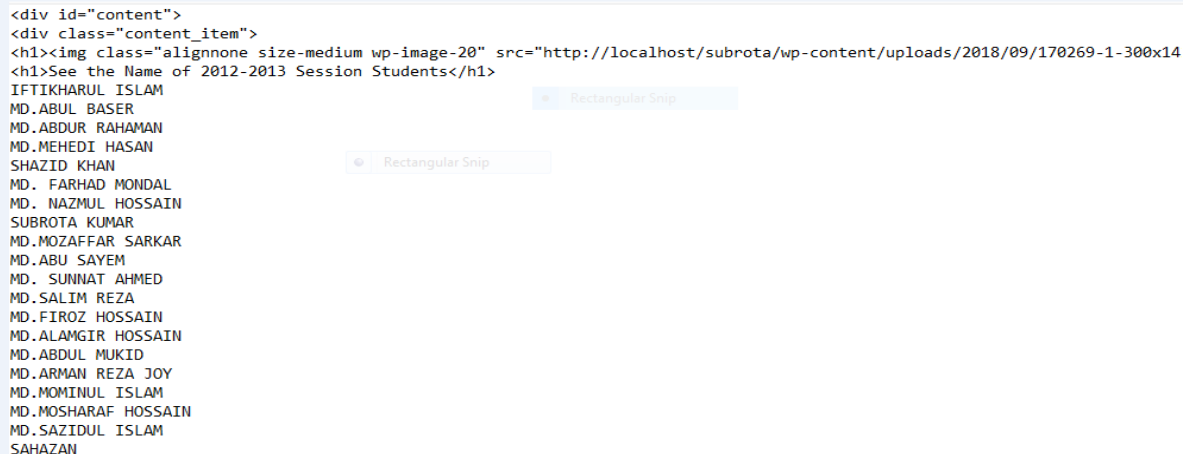 <div id="content">
<div class="content_item">
<h1><img class="alignnone size-medium wp-image-20" src="http://localhost/subrota/wp-content/uploads/2018/09/170269-1-300x14
<h1>See the Name of 2012-2013 Session Students</h1>
IFTIKHARUL ISLAM
MD.ABUL BASER
Rectangular Snip
MD.ABDUR RAHAMAN
MD.MEHEDI HASAN
SHAZID KHAN
Rectangular Snip
MD. FARHAD MONDAL
MD. NAZMUL HOSSAIN
SUBROTA KUMAR
MD.MOZAFFAR SARKAR
MD.ABU SAYEM
MD. SUNNAT AHMED
MD.SALIM REZA
MD.FIROZ HOSSAIN
MD.ALAMGIR HOSSAIN
MD.ABDUL MUKID
MD.ARMAN REZA JOY
MD.MOMINUL ISLAM
MD.MOSHARAF HOSSAIN
MD.SAZIDUL ISLAM
SAHAZAN